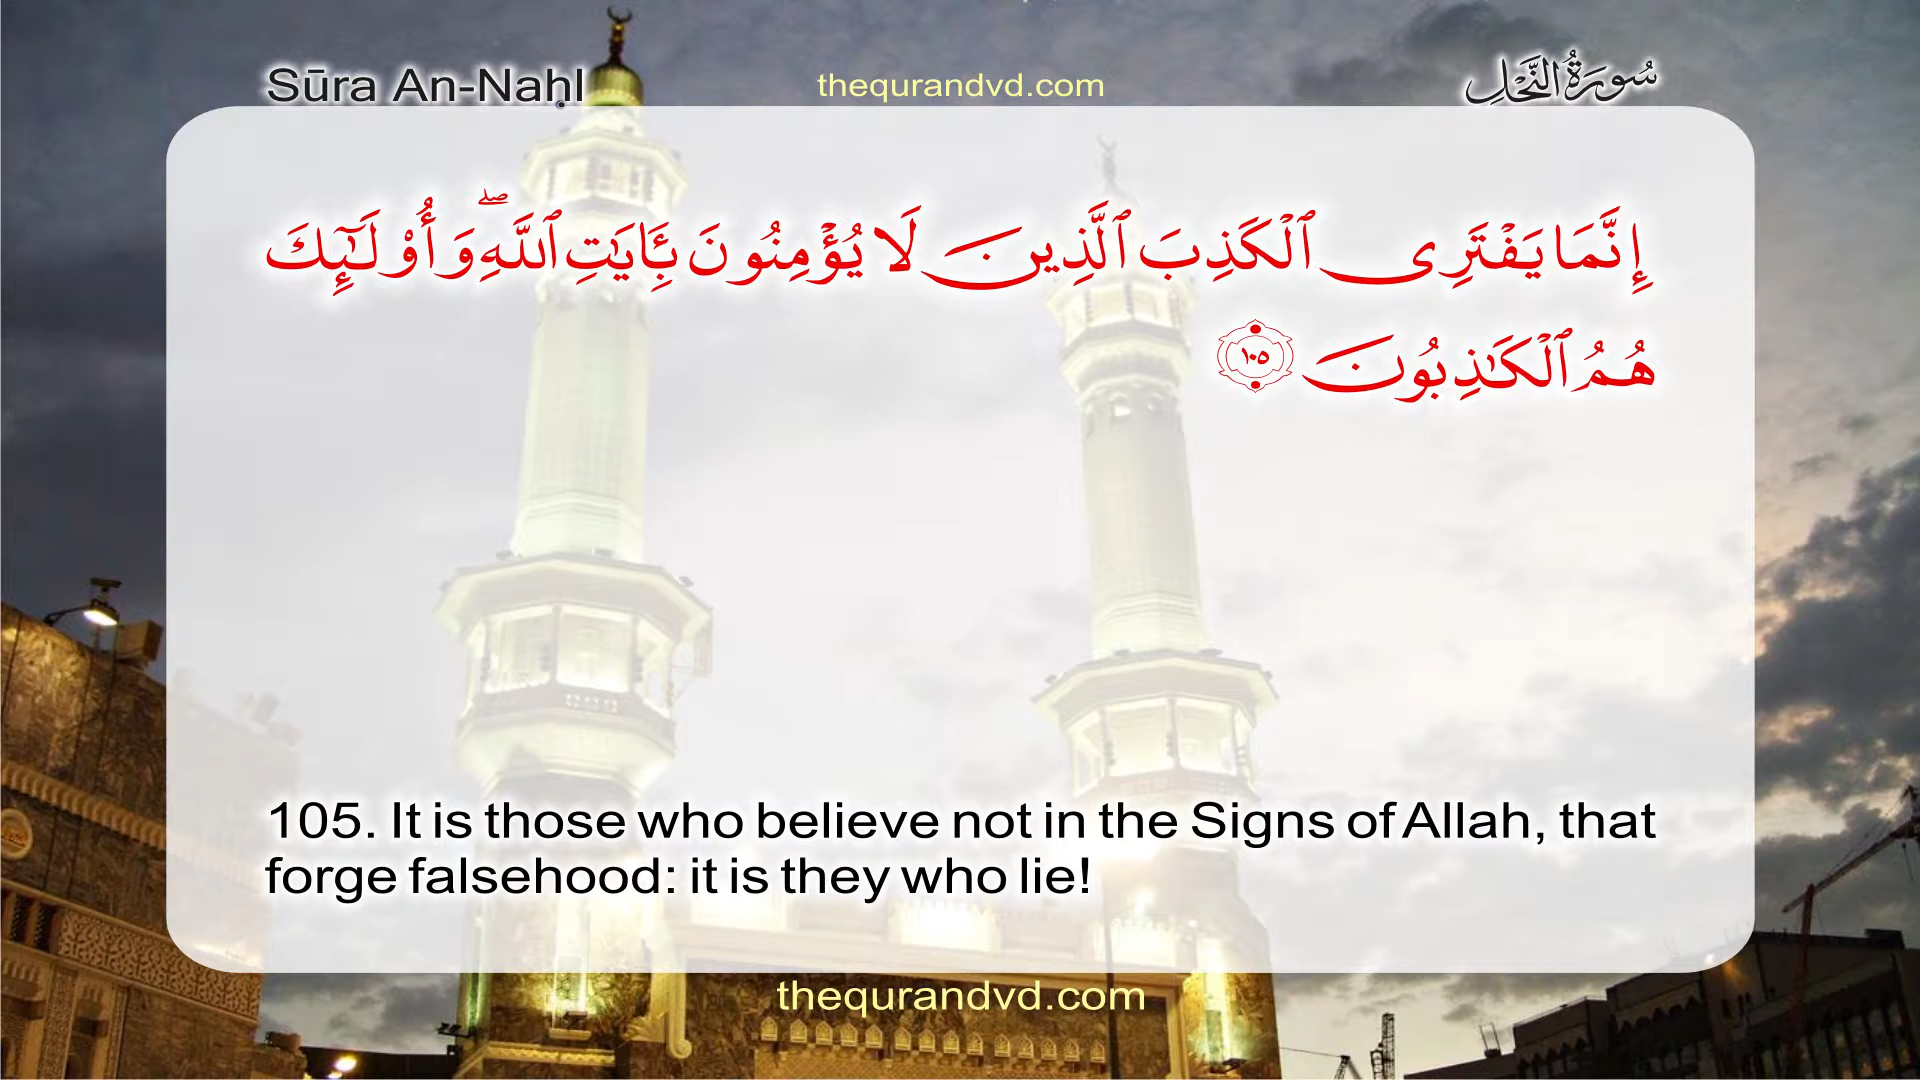 Sūra An-Naḥl
thequrandvd.com
سُورَةُ النَّحْلِ
إِنَّمَا يَفْتَرِى ٱلْكَذِبَ ٱلَّذِينَ لَا يُؤْمِنُونَ بِـَٔايَـٰتِ ٱللَّهِ ۖ وَأُو۟لَـٰٓئِكَ
هُمُ ٱلْكَـٰذِبُونَ ١٠٥
105. It is those who believe not in the Signs of Allah, that
forge falsehood: it is they who lie!
thequrandvd.com